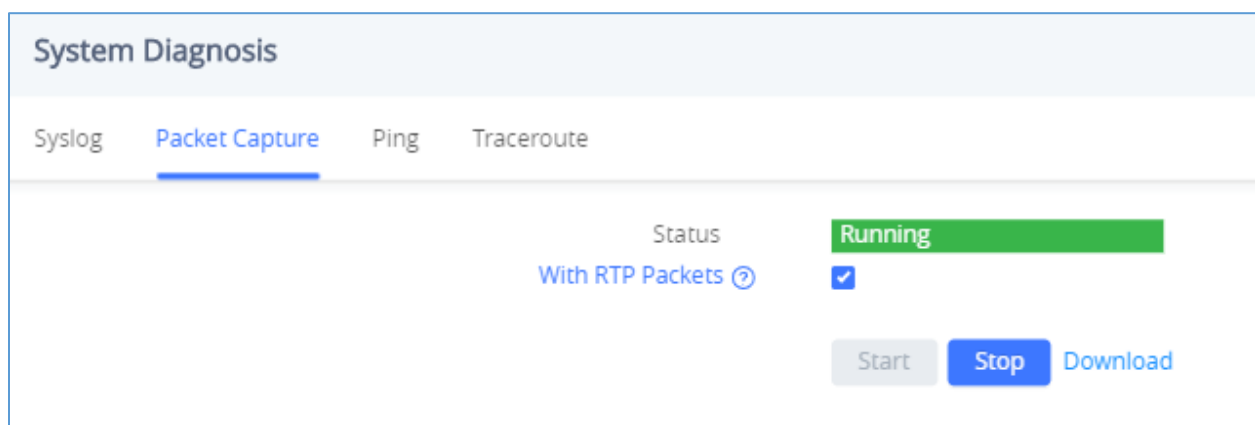 System Diagnosis
Syslog Packet Capture Ping Traceroute
Status Running
With RTP Packets ?
Start Stop Download